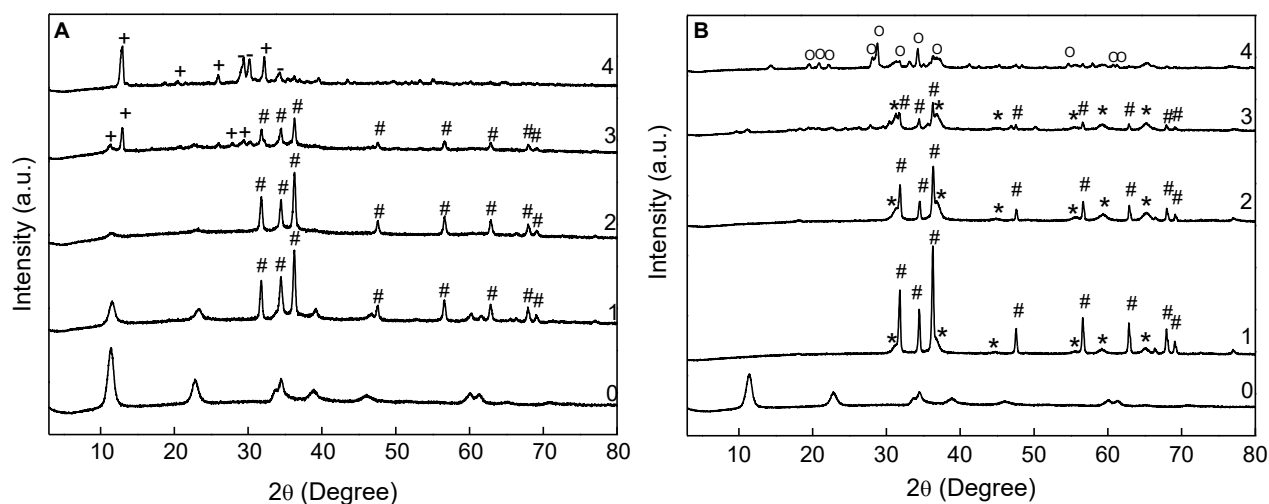 A
4
3
2
1
0
+ + + - - + -
+ + + + # # # # # # # #
# # # # # # # #
# # # # # # # #
Intensity (a.u.)
10 20 30 40 50 60 70 80
2θ (Degree)
B
4
3
2
1
0
o o o o o o o o o o o
* # # # * * # * # * # * # #
* # # # * * # * # * # * # #
* # # # * * # * # * # * # #
Intensity (a.u.)
10 20 30 40 50 60 70 80
2θ (Degree)